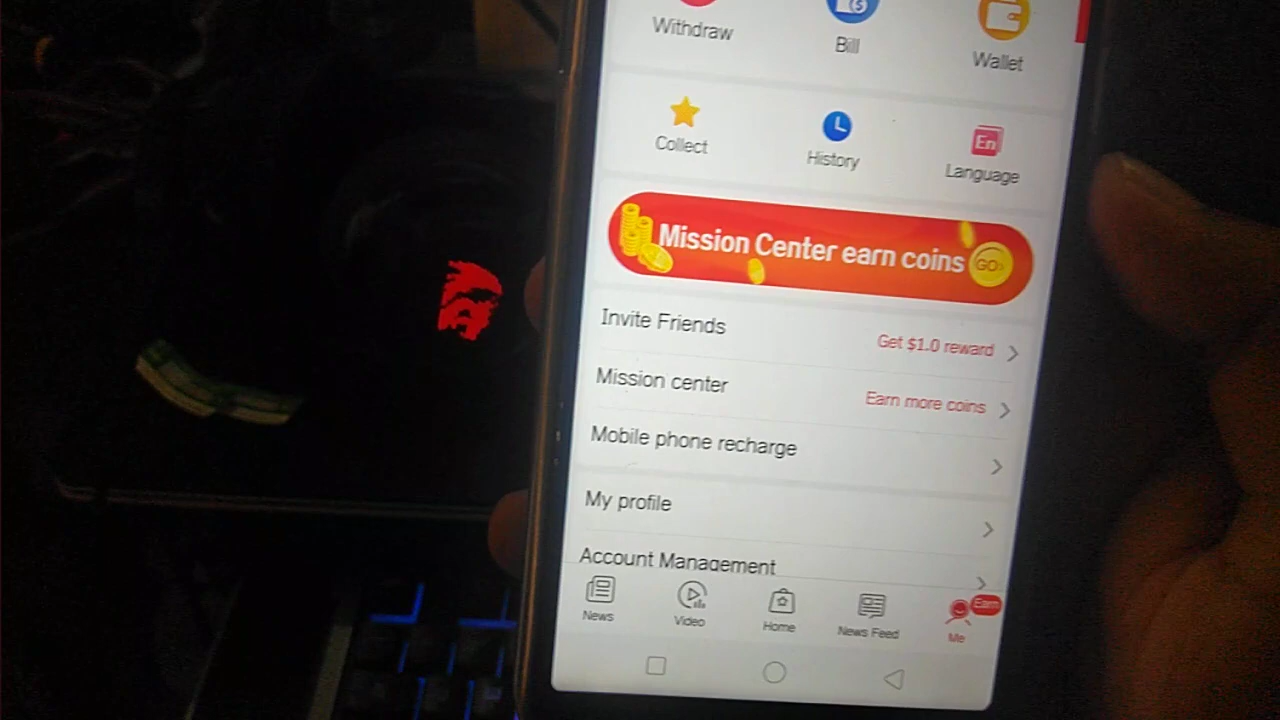 Withdraw
Bill
Wallet
Collect
History
En
Language
Mission Center earn coins
GO
Invite Friends
Get $1.0 reward
Mission center
Earn more coins
Mobile phone recharge
My profile
Account Management
News
Video
Home
News Feed
Earn
Me